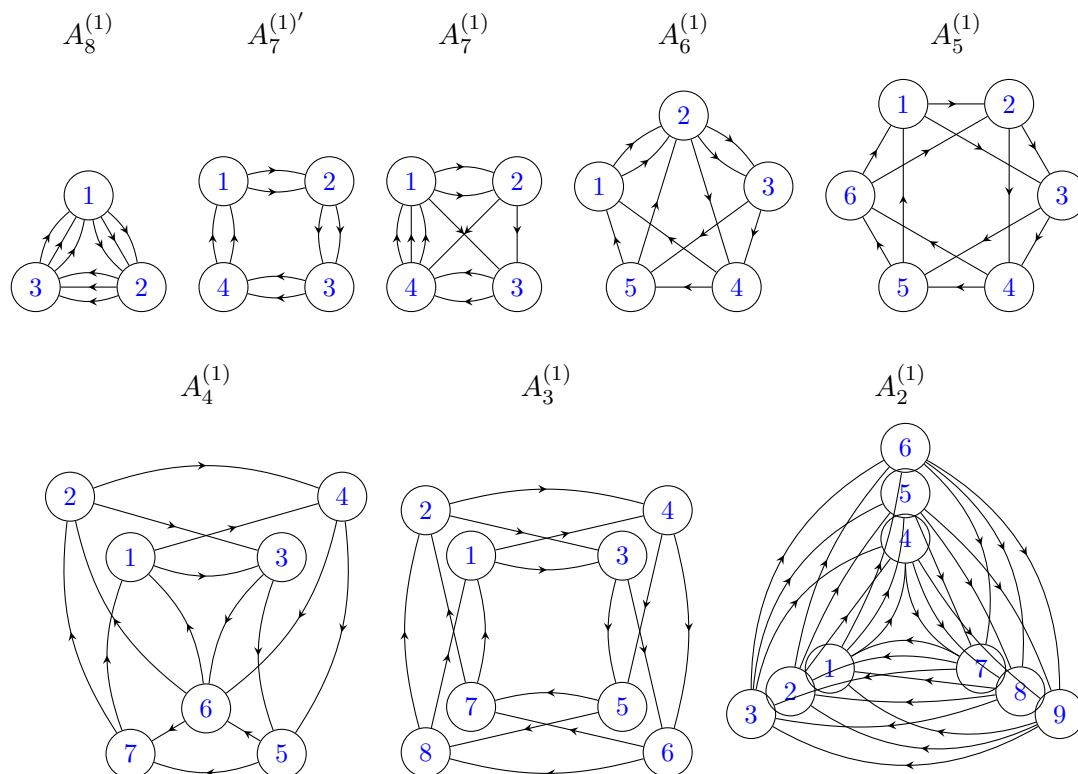 A_8^{(1)} A_7^{(1)'} A_7^{(1)} A_6^{(1)} A_5^{(1)}
1 3 2
1 2 4 3
1 2 4 3
2 1 3 5 4
1 2 6 3 5 4
A_4^{(1)} A_3^{(1)} A_2^{(1)}
2 4 1 3 6 7 5
2 4 1 3 7 5 8 6
6 5 4 1 7 2 8 3 9